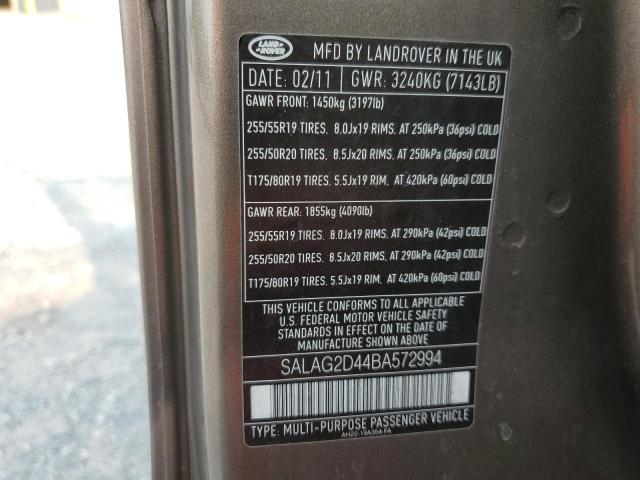 LAND ROVER
MFD BY LANDROVER IN THE UK
DATE: 02/11 GWR: 3240KG (7143LB)
GAWR FRONT: 1450kg (3197lb)
255/55R19 TIRES. 8.0Jx19 RIMS, AT 250kPa (36psi) COLD
255/50R20 TIRES. 8.5Jx20 RIMS, AT 250kPa (36psi) COLD
T175/80R19 TIRES. 5.5Jx19 RIM, AT 420kPa (60psi) COLD
GAWR REAR: 1855kg (4090lb)
255/55R19 TIRES. 8.0Jx19 RIMS, AT 290kPa (42psi) COLD
255/50R20 TIRES. 8.5Jx20 RIMS, AT 290kPa (42psi) COLD
T175/80R19 TIRES. 5.5Jx19 RIM, AT 420kPa (60psi) COLD
THIS VEHICLE CONFORMS TO ALL APPLICABLE
U.S. FEDERAL MOTOR VEHICLE SAFETY
STANDARDS IN EFFECT ON THE DATE OF
MANUFACTURE SHOWN ABOVE
SALAG2D44BA572994
TYPE: MULTI-PURPOSE PASSENGER VEHICLE
AH22-15A384-FA